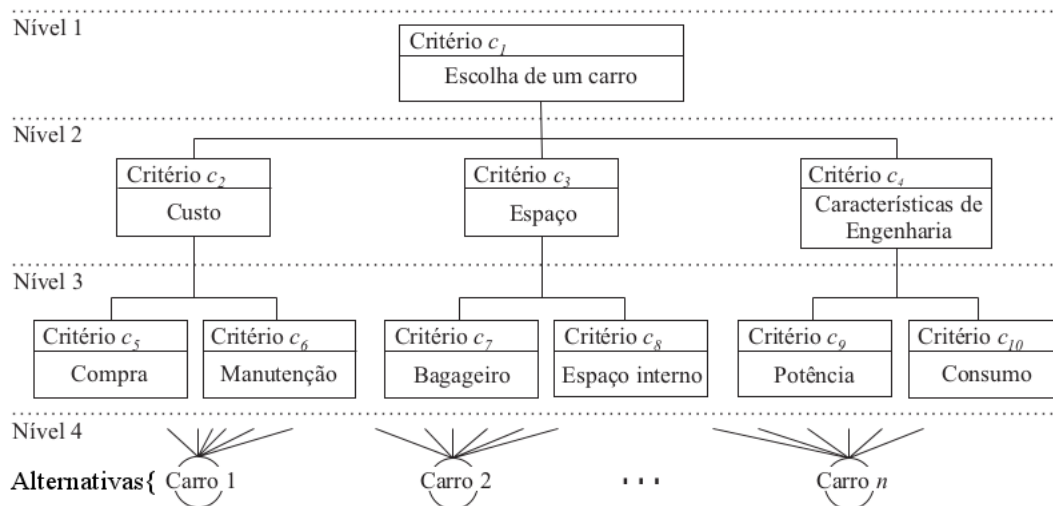 Nível 1
Critério c1
Escolha de um carro
Nível 2
Critério c2
Custo
Critério c3
Espaço
Critério c4
Características de
Engenharia
Nível 3
Critério c5
Compra
Critério c6
Manutenção
Critério c7
Bagageiro
Critério c8
Espaço interno
Critério c9
Potência
Critério c10
Consumo
Nível 4
Alternativas{ Carro 1 Carro 2 ... Carro n